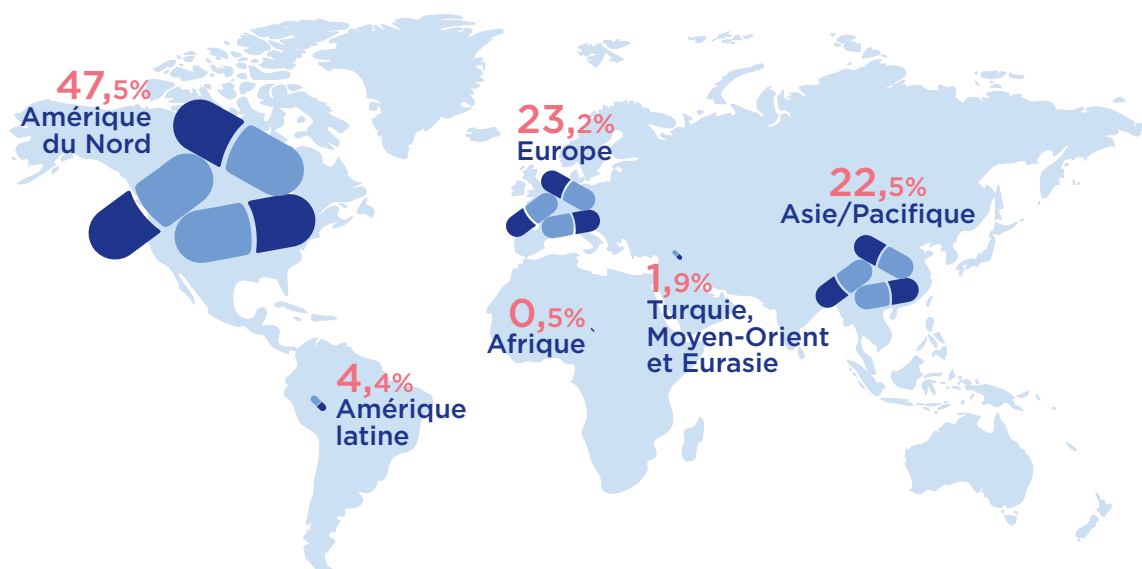 47,5%
Amérique
du Nord
23,2%
Europe
22,5%
Asie/Pacifique
1,9%
Turquie,
Moyen-Orient
et Eurasie
0,5%
Afrique
4,4%
Amérique
latine